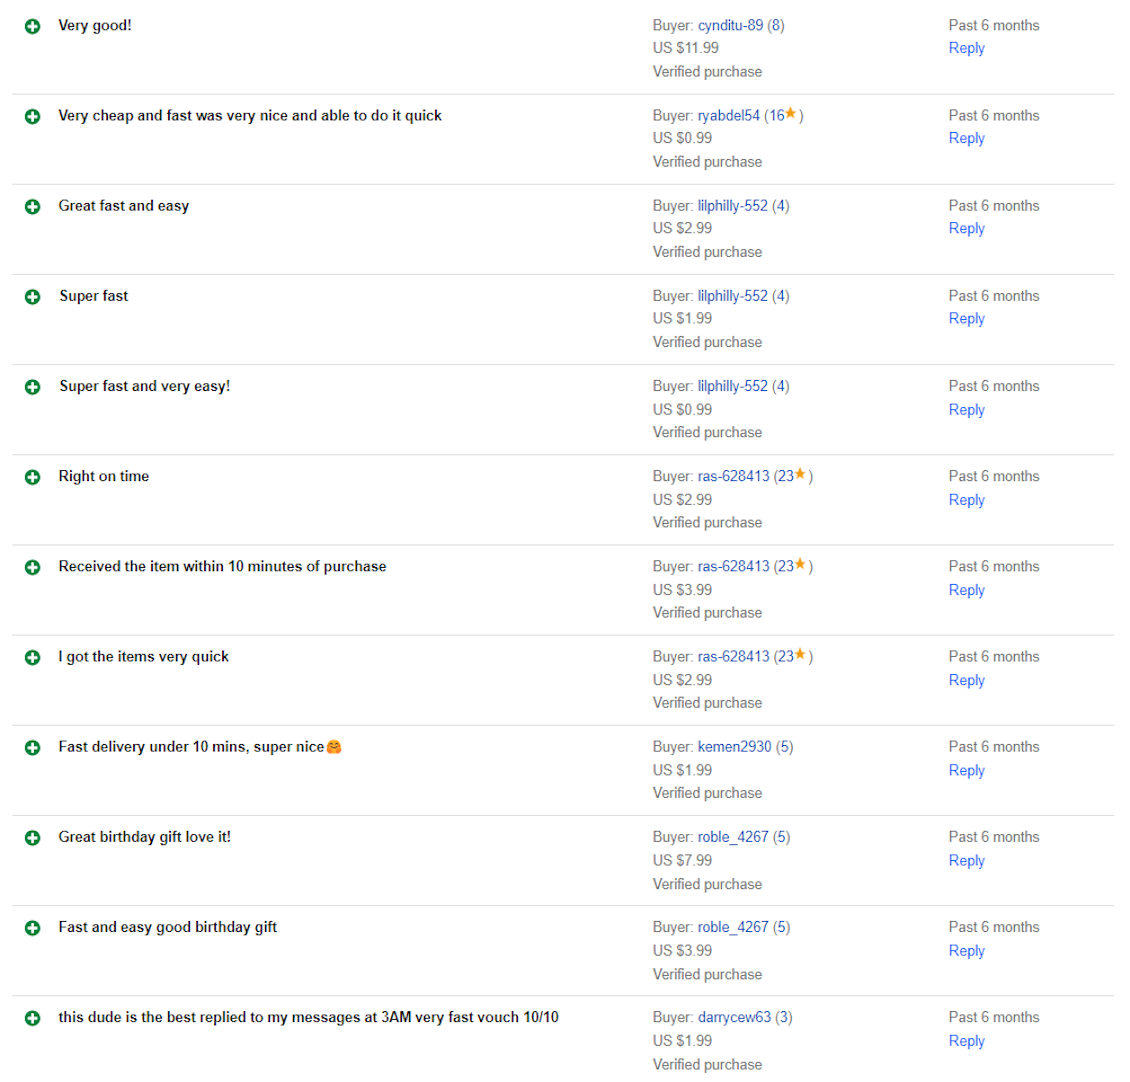 Very good!
Buyer: cynditu-89 (8)
Past 6 months
US $11.99
Reply
Verified purchase
Very cheap and fast was very nice and able to do it quick
Buyer: ryabdel54 (16)
Past 6 months
US $0.99
Reply
Verified purchase
Great fast and easy
Buyer: lilphilly-552 (4)
Past 6 months
US $2.99
Reply
Verified purchase
Super fast
Buyer: lilphilly-552 (4)
Past 6 months
US $1.99
Reply
Verified purchase
Super fast and very easy!
Buyer: lilphilly-552 (4)
Past 6 months
US $0.99
Reply
Verified purchase
Right on time
Buyer: ras-628413 (23)
Past 6 months
US $2.99
Reply
Verified purchase
Received the item within 10 minutes of purchase
Buyer: ras-628413 (23)
Past 6 months
US $3.99
Reply
Verified purchase
I got the items very quick
Buyer: ras-628413 (23)
Past 6 months
US $2.99
Reply
Verified purchase
Fast delivery under 10 mins, super nice🤗
Buyer: kemen2930 (5)
Past 6 months
US $1.99
Reply
Verified purchase
Great birthday gift love it!
Buyer: roble_4267 (5)
Past 6 months
US $7.99
Reply
Verified purchase
Fast and easy good birthday gift
Buyer: roble_4267 (5)
Past 6 months
US $3.99
Reply
Verified purchase
this dude is the best replied to my messages at 3AM very fast vouch 10/10
Buyer: darrycew63 (3)
Past 6 months
US $1.99
Reply
Verified purchase